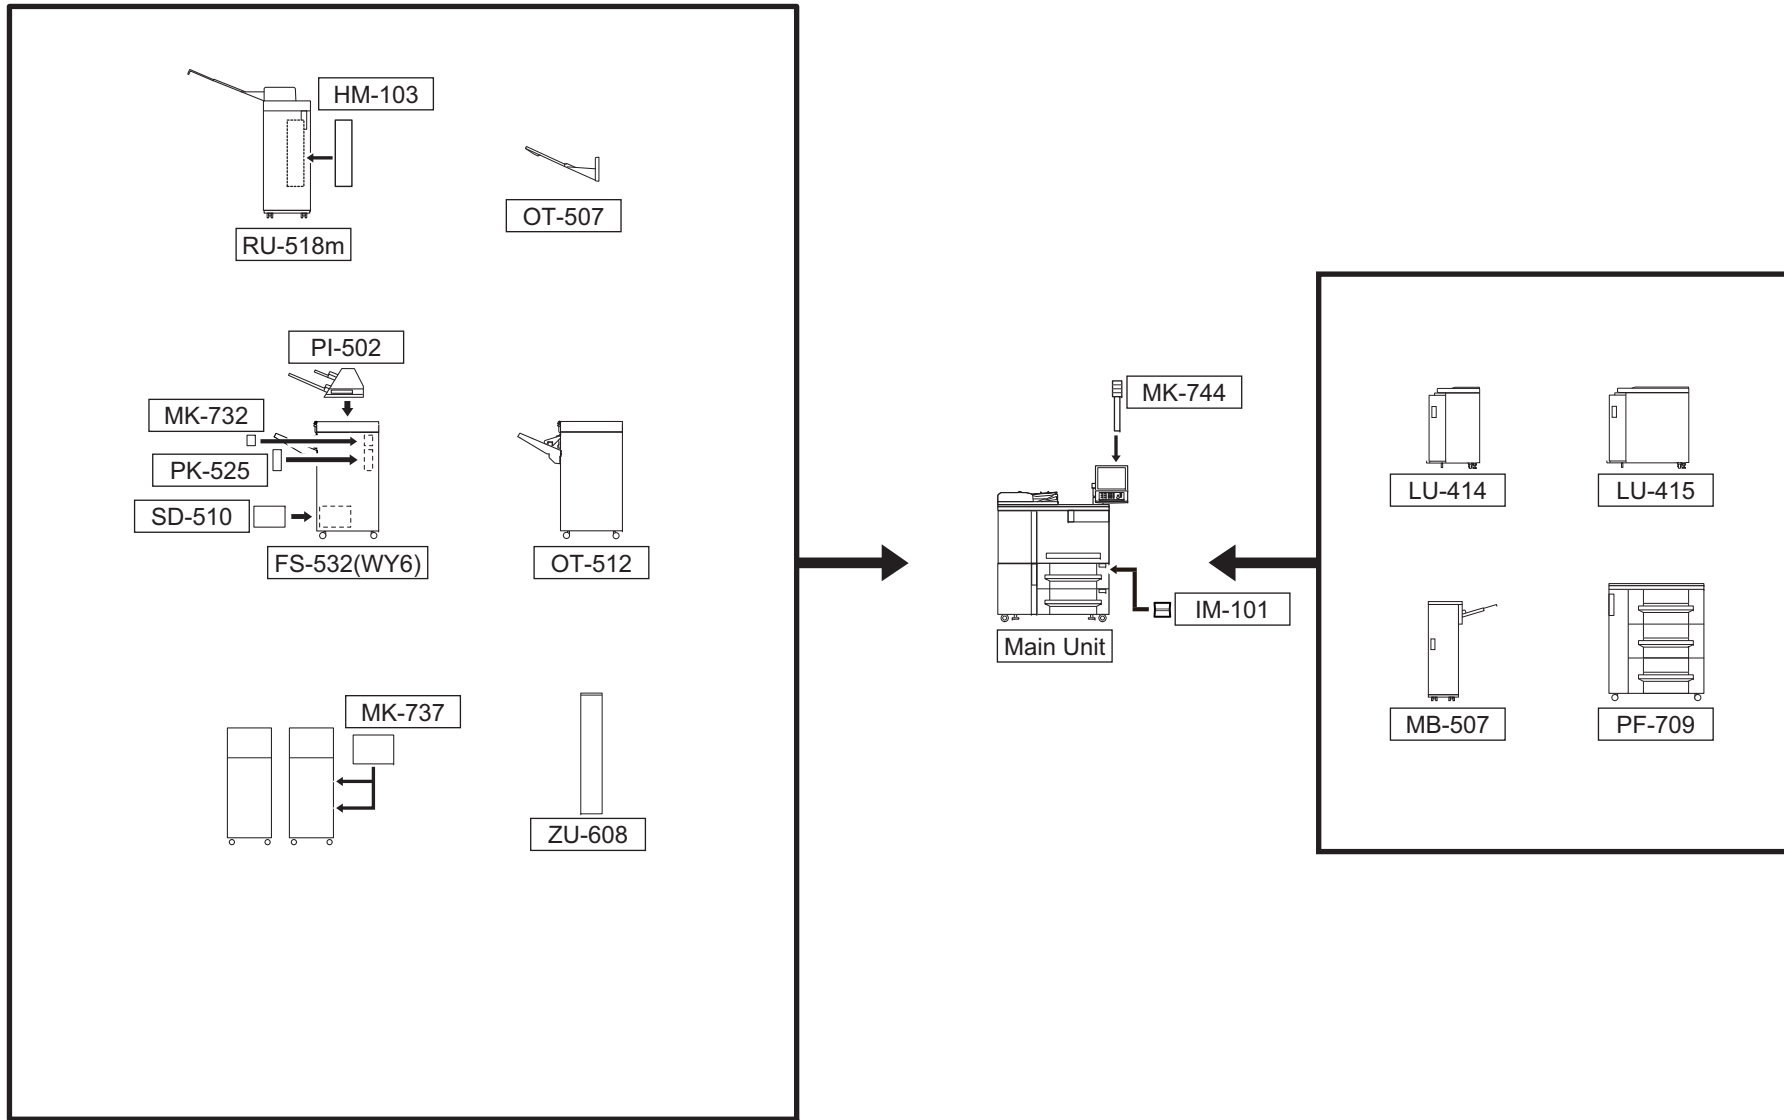 HM-103
OT-507
RU-518m
PI-502
MK-732
PK-525
SD-510
FS-532(WY6)
OT-512
MK-737
ZU-608
MK-744
IM-101
Main Unit
LU-414
LU-415
MB-507
PF-709